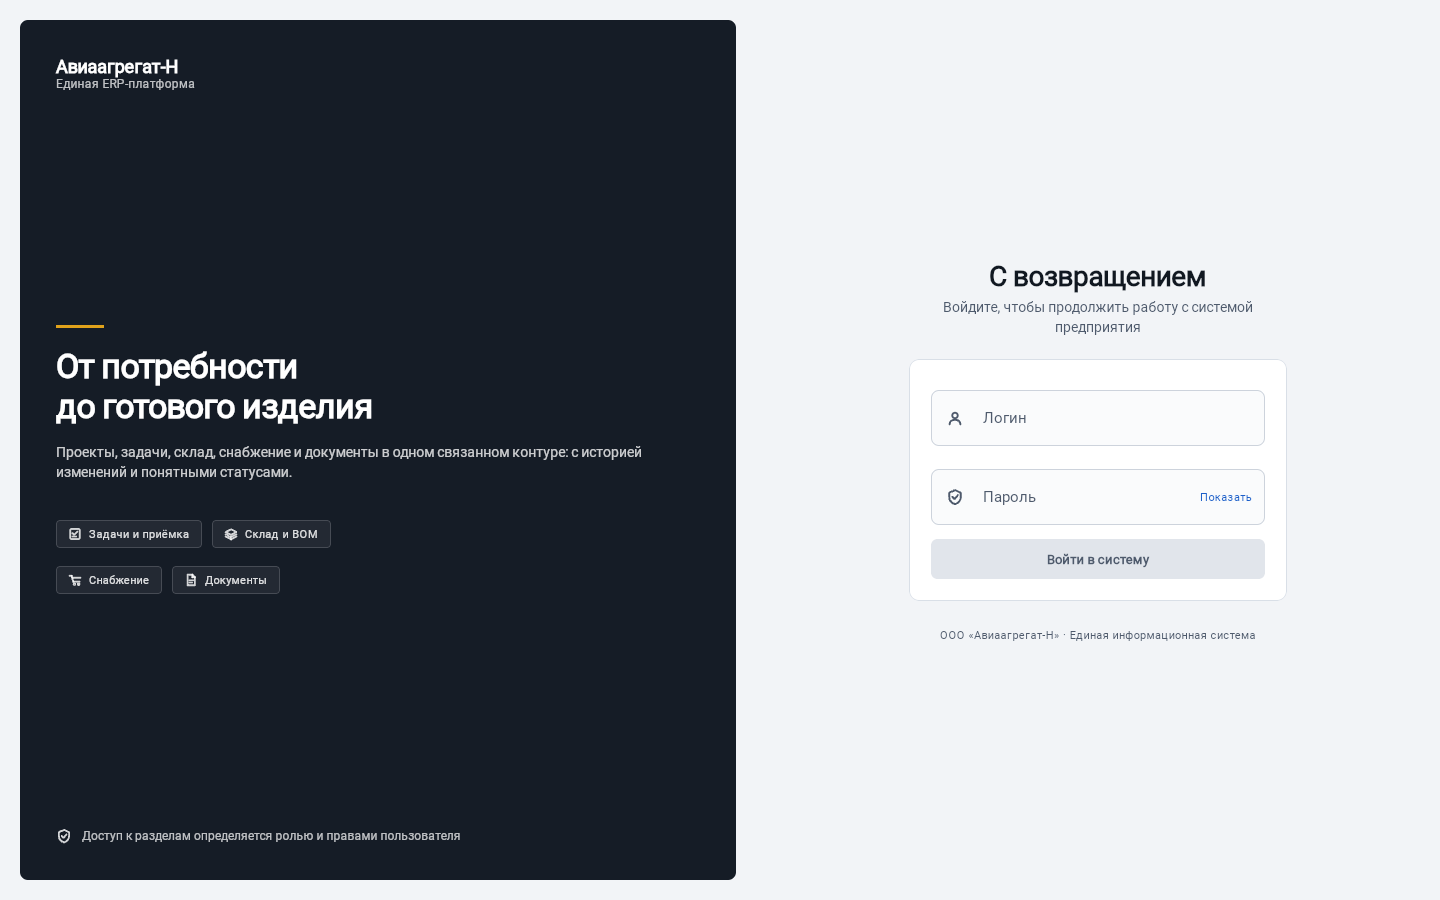 Авиаагрегат-Н
Единая ERP-платформа
От потребности
до готового изделия
Проекты, задачи, склад, снабжение и документы в одном связанном контуре: с историей
изменений и понятными статусами.
Задачи и приёмка
Склад и BOM
Снабжение
Документы
Доступ к разделам определяется ролью и правами пользователя
С возвращением
Войдите, чтобы продолжить работу с системой
предприятия
Логин
Пароль
Показать
Войти в систему
ООО «Авиаагрегат-Н» · Единая информационная система